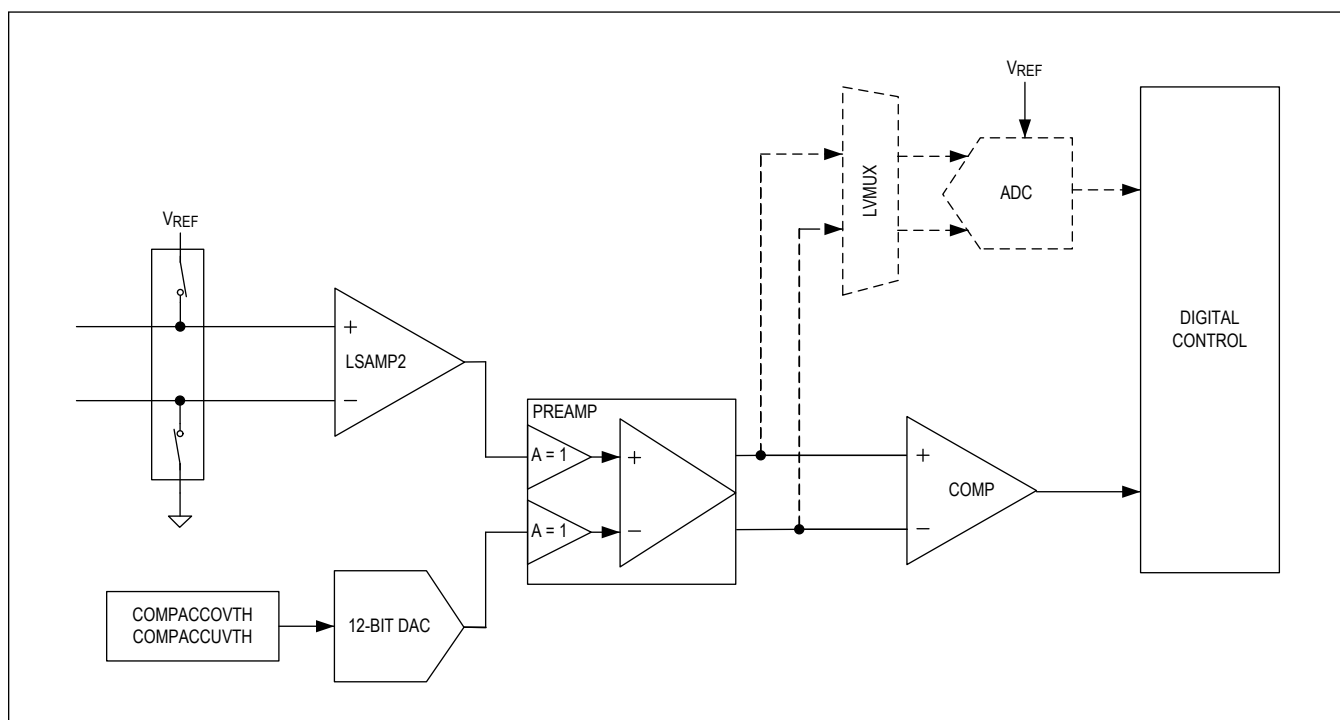 VREF
LVMUX
ADC
VREF
+
LSAMP2
−
DIGITAL
CONTROL
PREAMP
A = 1
+
A = 1
−
+
COMP
−
COMPACCOVTH
COMPACCUVTH
12-BIT DAC